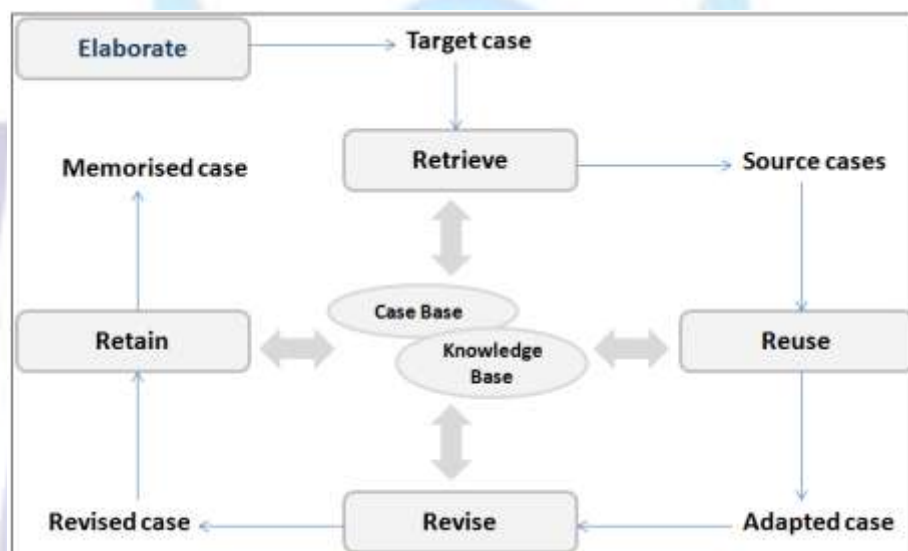 Elaborate
Target case
Retrieve
Source cases
Memorised case
Case Base
Knowledge
Base
Retain
Reuse
Revised case
Revise
Adapted case